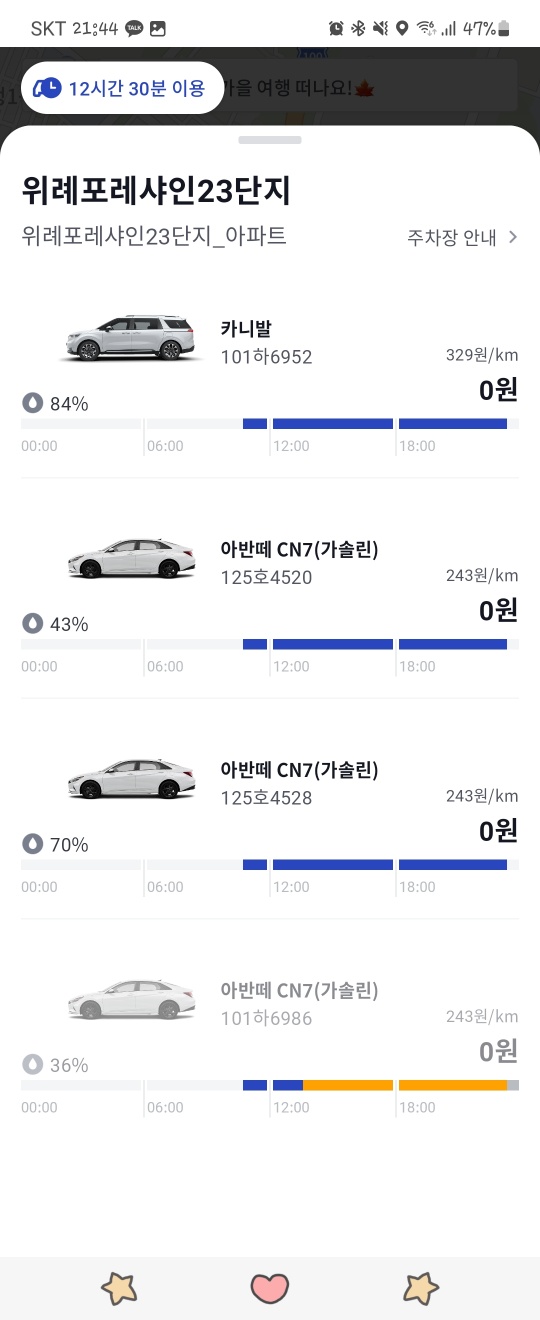 SKT 21:44 TALK 47%
12시간 30분 이용
가을 여행 떠나요!
위례포레샤인23단지
위례포레샤인23단지_아파트
주차장 안내
카니발
101하6952
329원/km
0원
84%
00:00 06:00 12:00 18:00
아반떼 CN7(가솔린)
125호4520
243원/km
0원
43%
00:00 06:00 12:00 18:00
아반떼 CN7(가솔린)
125호4528
243원/km
0원
70%
00:00 06:00 12:00 18:00
아반떼 CN7(가솔린)
101하6986
243원/km
0원
36%
00:00 06:00 12:00 18:00